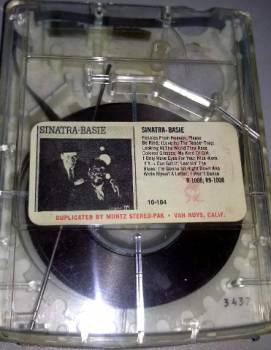 SINATRA-BASIE
SINATRA-BASIE
Pennies From Heaven; Please
Be Kind; (Love Is) The Tender Trap;
Looking At The World Thru Rose
Colored Glasses; My Kind Of Girl
I Only Have Eyes For You; Nice Work
If You Can Get It; Learnin' The
Blues; I'm Gonna Sit Right Down And
Write Myself A Letter; I Won't Dance
R-1008; R9-1008
10-184
DUPLICATED BY MUNTZ STEREO-PAK • VAN NUYS, CALIF.
3437